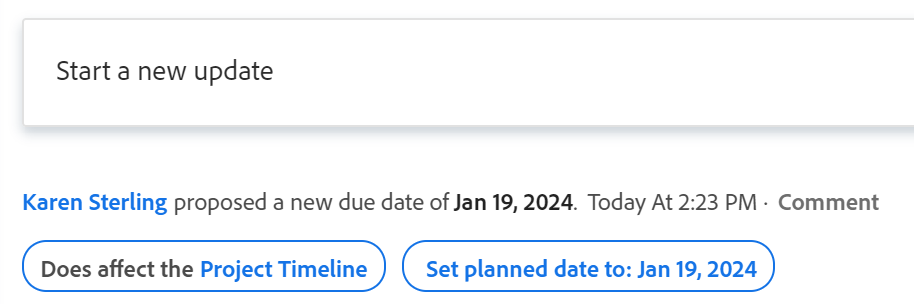 Start a new update
Karen Sterling proposed a new due date of Jan 19, 2024. Today At 2:23 PM · Comment
Does affect the Project Timeline
Set planned date to: Jan 19, 2024